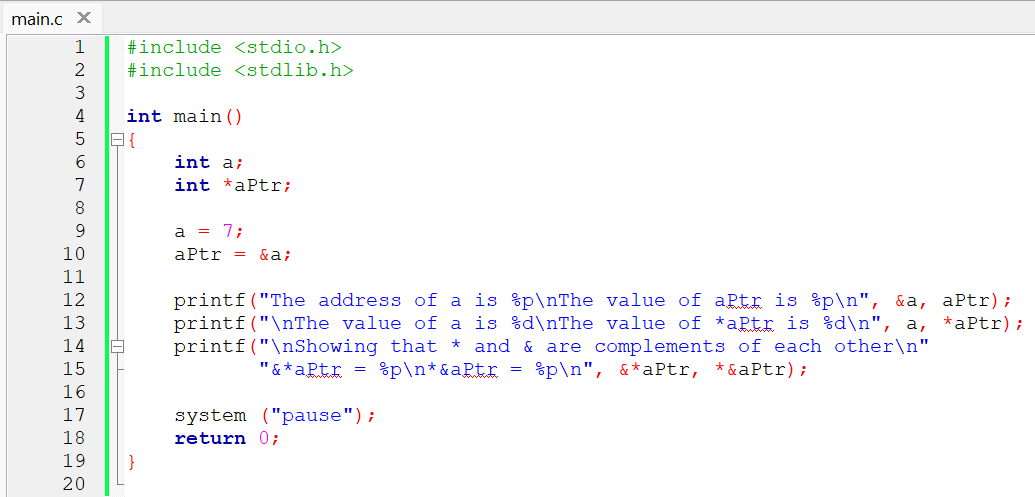 main.c ×
1 #include <stdio.h>
2 #include <stdlib.h>
3
4 int main()
5 {
6     int a;
7     int *aPtr;
8
9     a = 7;
10     aPtr = &a;
11
12     printf("The address of a is %p\nThe value of aPtr is %p\n", &a, aPtr);
13     printf("\nThe value of a is %d\nThe value of *aPtr is %d\n", a, *aPtr);
14     printf("\nShowing that * and & are complements of each other\n"
15            "&*aPtr = %p\n*&aPtr = %p\n", &*aPtr, *&aPtr);
16
17     system ("pause");
18     return 0;
19 }
20